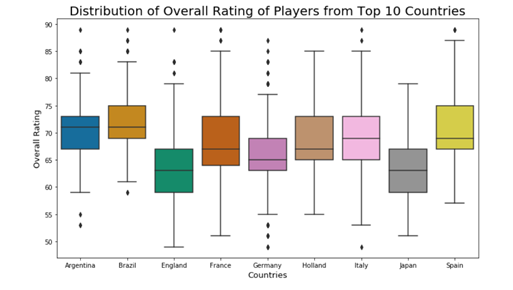 Distribution of Overall Rating of Players from Top 10 Countries
90
85
80
75
70
65
60
55
50
Overall Rating
Argentina Brazil England France Germany Holland Italy Japan Spain
Countries